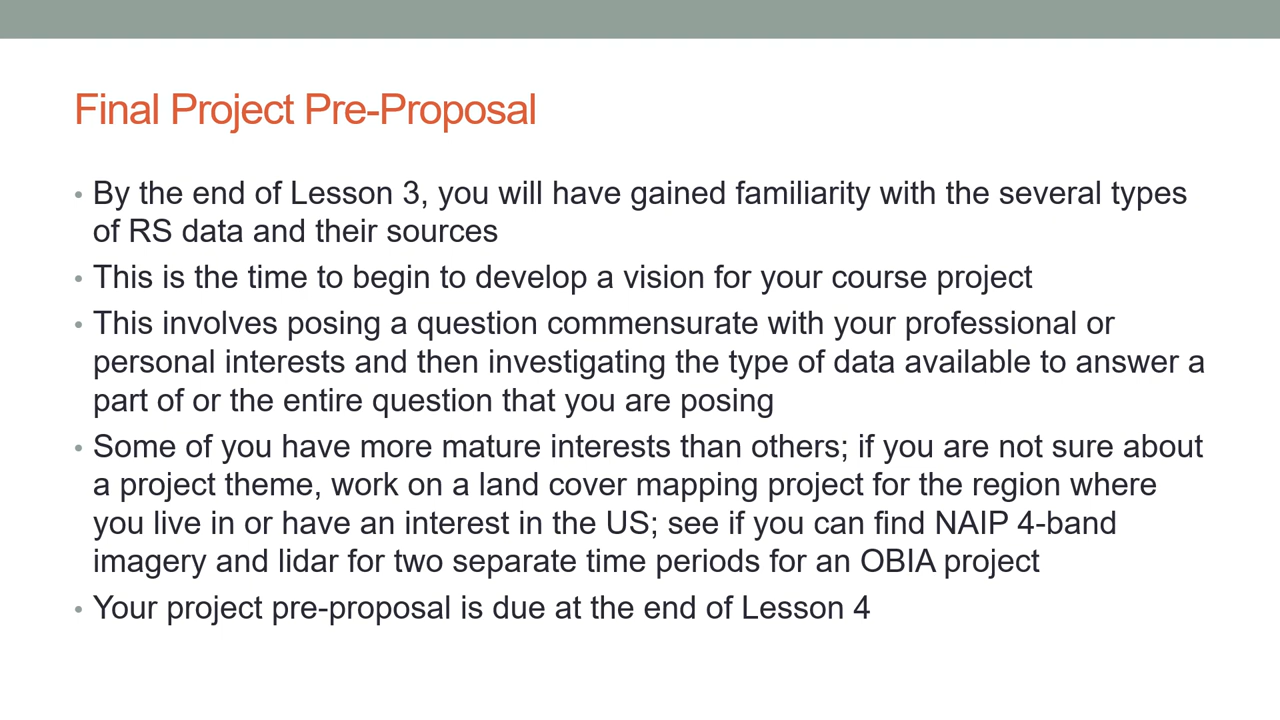 Final Project Pre-Proposal
• By the end of Lesson 3, you will have gained familiarity with the several types
of RS data and their sources
• This is the time to begin to develop a vision for your course project
• This involves posing a question commensurate with your professional or
personal interests and then investigating the type of data available to answer a
part of or the entire question that you are posing
• Some of you have more mature interests than others; if you are not sure about
a project theme, work on a land cover mapping project for the region where
you live in or have an interest in the US; see if you can find NAIP 4-band
imagery and lidar for two separate time periods for an OBIA project
• Your project pre-proposal is due at the end of Lesson 4